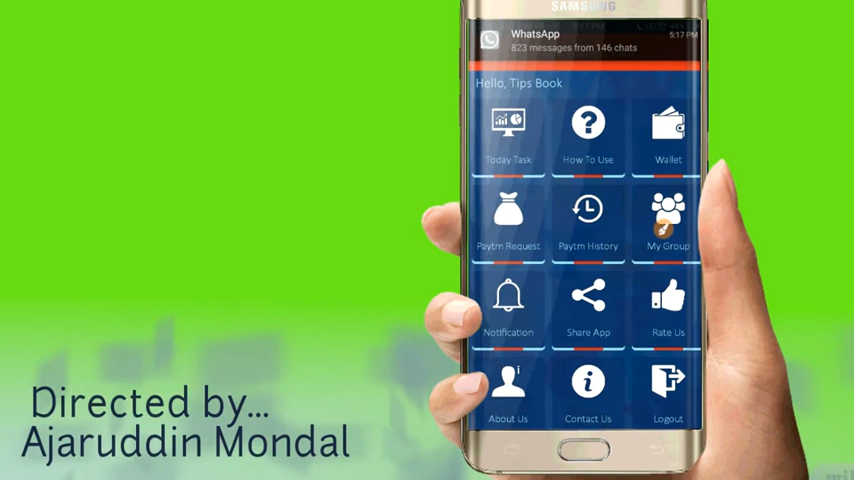 SAMSUNG
WhatsApp
5:17 PM
823 messages from 146 chats
Hello, Tips Book
Today Task
How To Use
Wallet
Paytm Request
Paytm History
My Group
Notification
Share App
Rate Us
About Us
Contact Us
Logout
Directed by...
Ajaruddin Mondal